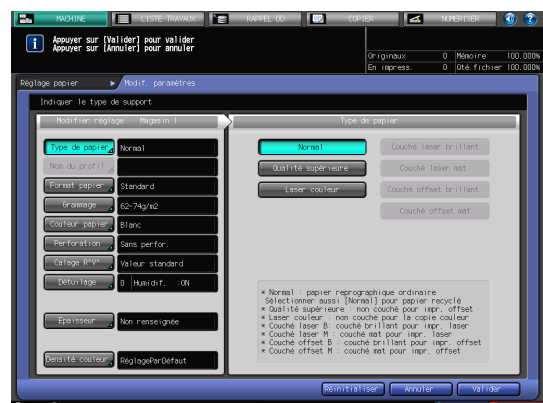 MACHINE LISTE TRAVAUX RAPPEL DD COPIER NUMERISER
Appuyer sur [Valider] pour valider
Appuyer sur [Annuler] pour annuler
Originaux 0 Mémoire 100.000%
En impress. 0 Qté fichier 100.000%
Réglage papier Modif. paramètres
Indiquer le type de support
Modifier réglage Magasin 1
Type de papier
Type de papier Normal
Nom du profil
Format papier Standard
Grammage 62-74g/m2
Couleur papier Blanc
Perforation Sans perfor.
Calage R°V° Valeur standard
Détuilage 0 Humidif. :ON
Epaisseur Non renseignée
Densité couleur RéglageParDéfaut
Normal Couché laser brillant
Qualité supérieure Couché laser mat
Laser couleur Couché offset brillant
Couché offset mat
* Normal : papier reprographique ordinaire
Sélectionner aussi [Normal] pour papier recyclé
* Qualité supérieure : non couché pour impr. offset
* Laser couleur : non couché pour la copie couleur
* Couché laser B: couché brillant pour impr. laser
* Couché laser M : couché mat pour impr. laser
* Couché offset B : couché brillant pour impr. offset
* Couché offset M : couché mat pour impr. offset
Réinitialiser Annuler Valider